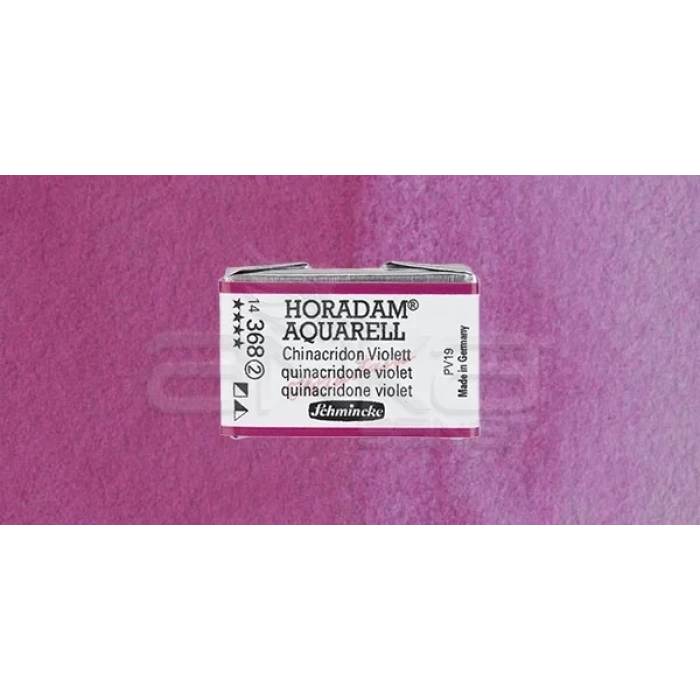 HORADAM®
AQUARELL
Chinacridon Violett
quinacridone violet
quinacridone violet
Schmincke
14 368 2
★★★★
PV19
Made in Germany